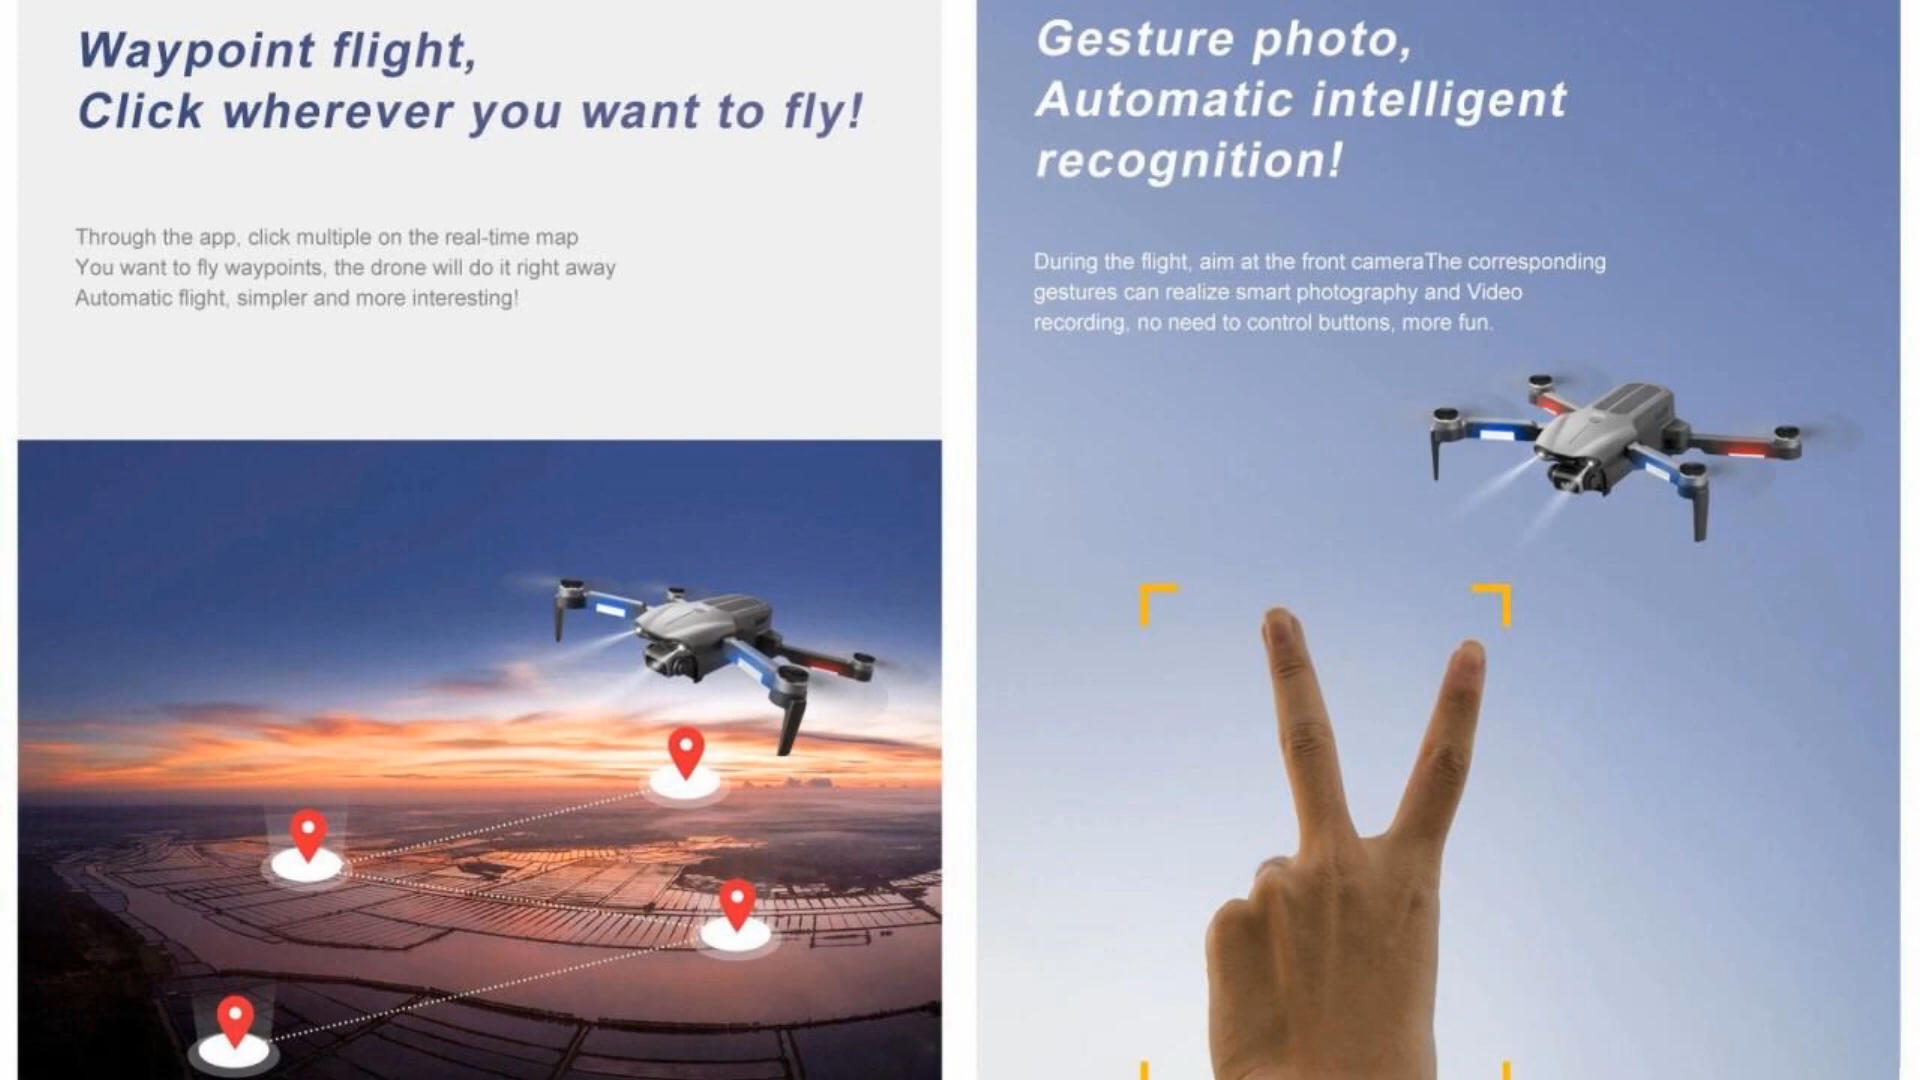 Waypoint flight,
Click wherever you want to fly!
Through the app, click multiple on the real-time map
You want to fly waypoints, the drone will do it right away
Automatic flight, simpler and more interesting!
Gesture photo,
Automatic intelligent
recognition!
During the flight, aim at the front cameraThe corresponding
gestures can realize smart photography and Video
recording, no need to control buttons, more fun.